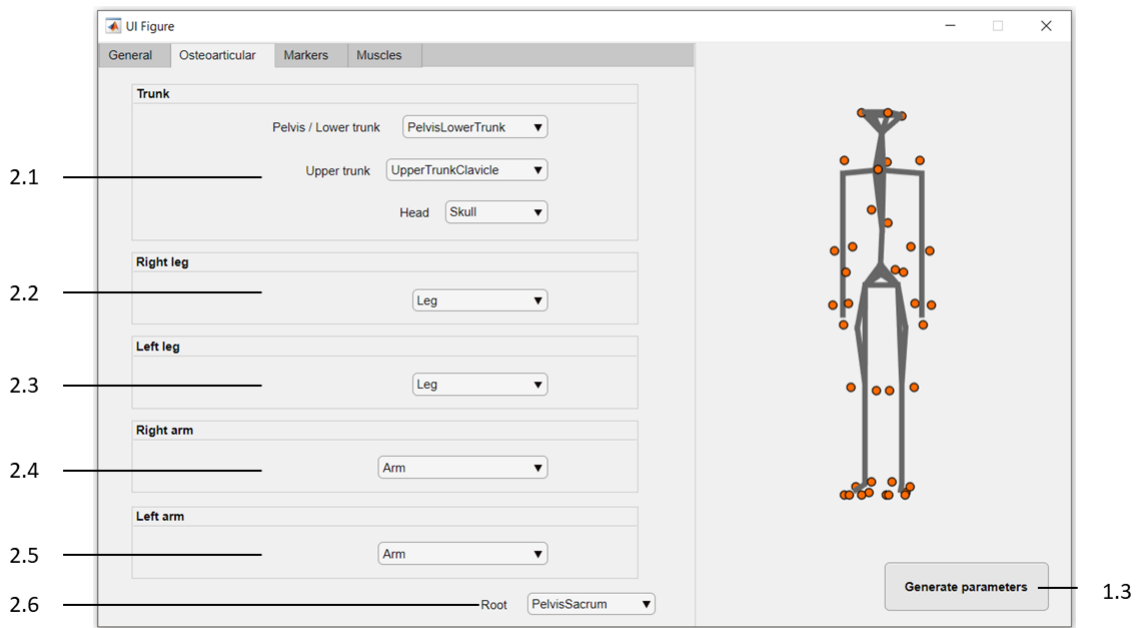 UI Figure
General Osteoarticular Markers Muscles
Trunk
Pelvis / Lower trunk PelvisLowerTrunk
2.1
Upper trunk UpperTrunkClavicle
Head Skull
Right leg
2.2
Leg
Left leg
2.3
Leg
Right arm
2.4
Arm
Left arm
2.5
Arm
2.6
Root PelvisSacrum
Generate parameters
1.3